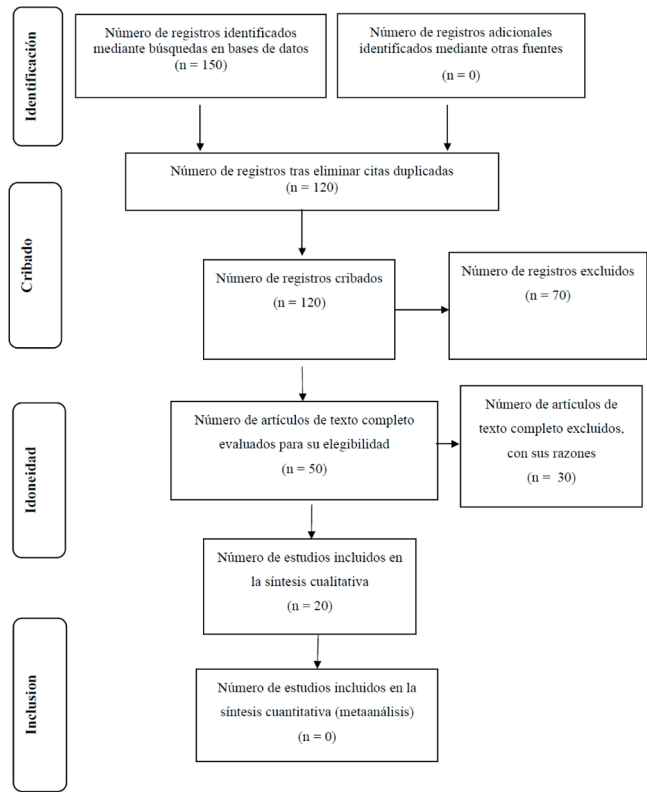 Identificación
Número de registros identificados
mediante búsquedas en bases de datos
(n = 150)
Número de registros adicionales
identificados mediante otras fuentes
(n = 0)
Número de registros tras eliminar citas duplicadas
(n = 120)
Cribado
Número de registros cribados
(n = 120)
Número de registros excluidos
(n = 70)
Idoneidad
Número de artículos de texto completo
evaluados para su elegibilidad
(n = 50)
Número de artículos de
texto completo excluidos,
con sus razones
(n = 30)
Número de estudios incluidos en
la síntesis cualitativa
(n = 20)
Inclusion
Número de estudios incluidos en la
síntesis cuantitativa (metaanálisis)
(n = 0)